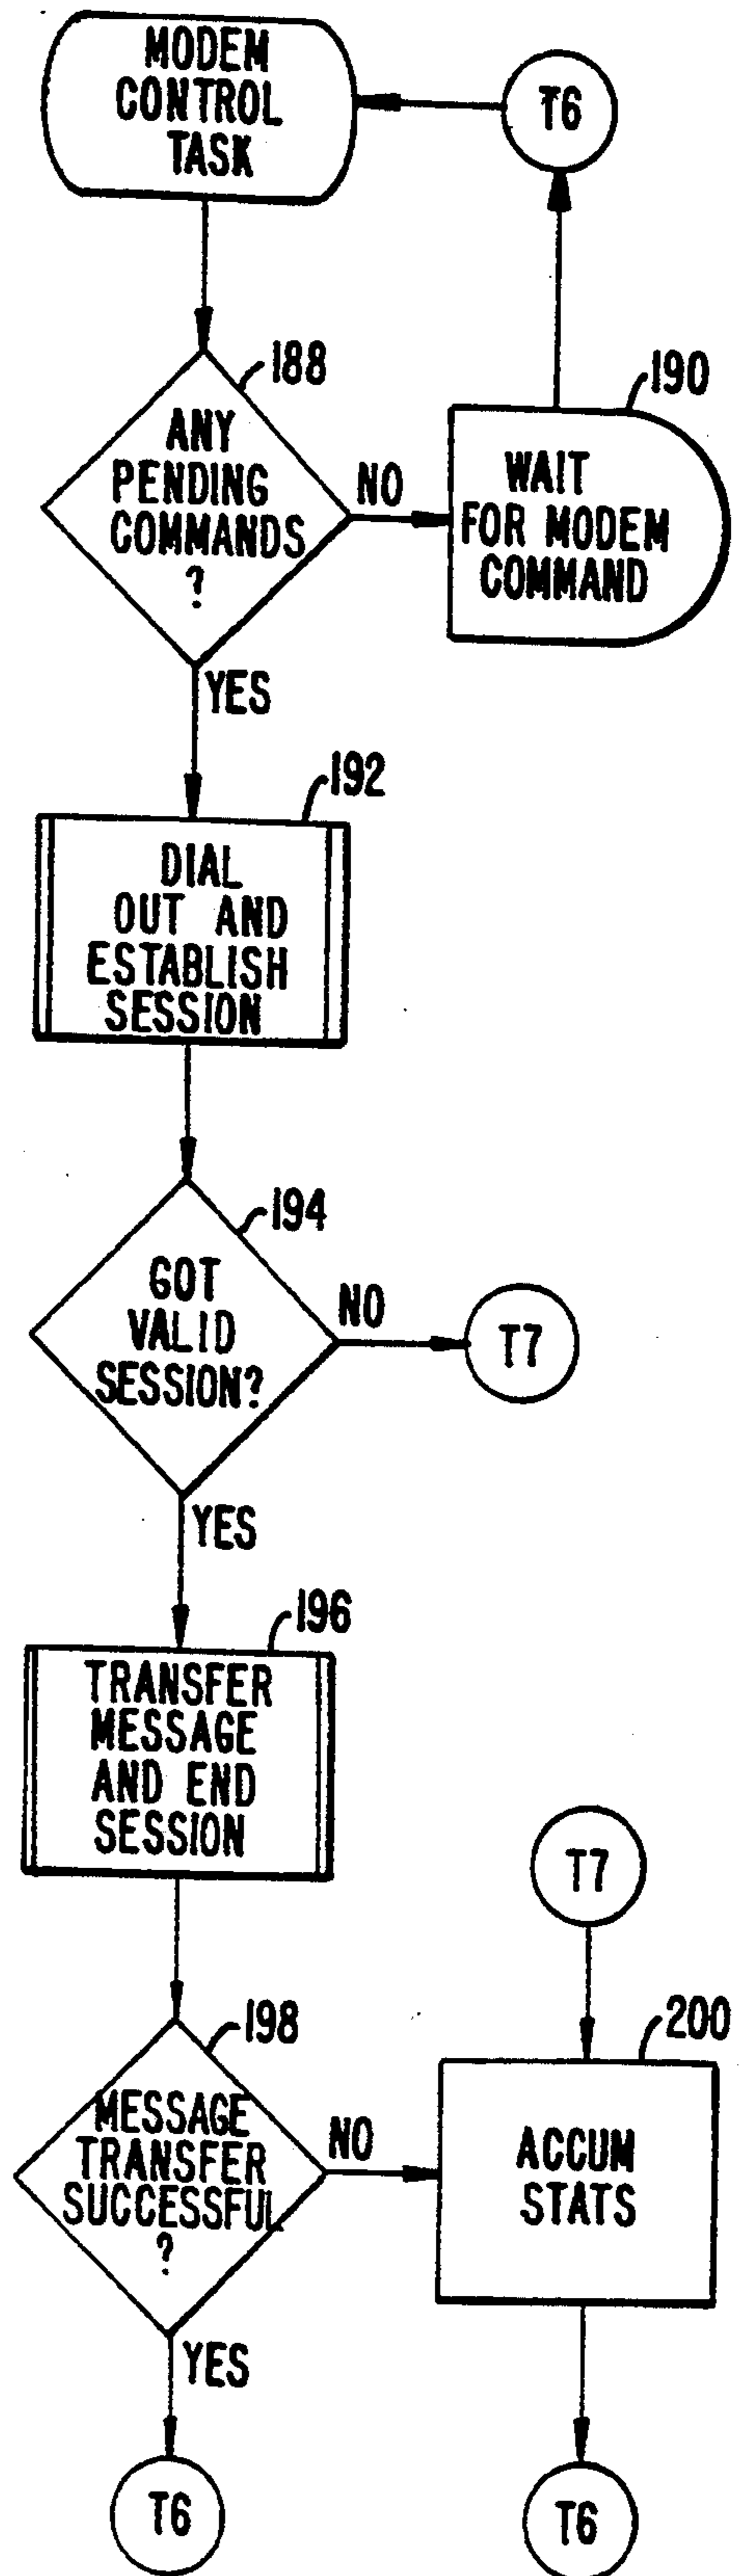 MODEM
CONTROL
TASK
T6
188
ANY
PENDING
COMMANDS
?
NO
190
WAIT
FOR MODEM
COMMAND
YES
192
DIAL
OUT AND
ESTABLISH
SESSION
194
GOT
VALID
SESSION?
NO
T7
YES
196
TRANSFER
MESSAGE
AND END
SESSION
T7
198
MESSAGE
TRANSFER
SUCCESSFUL
?
NO
200
ACCUM
STATS
YES
T6
T6